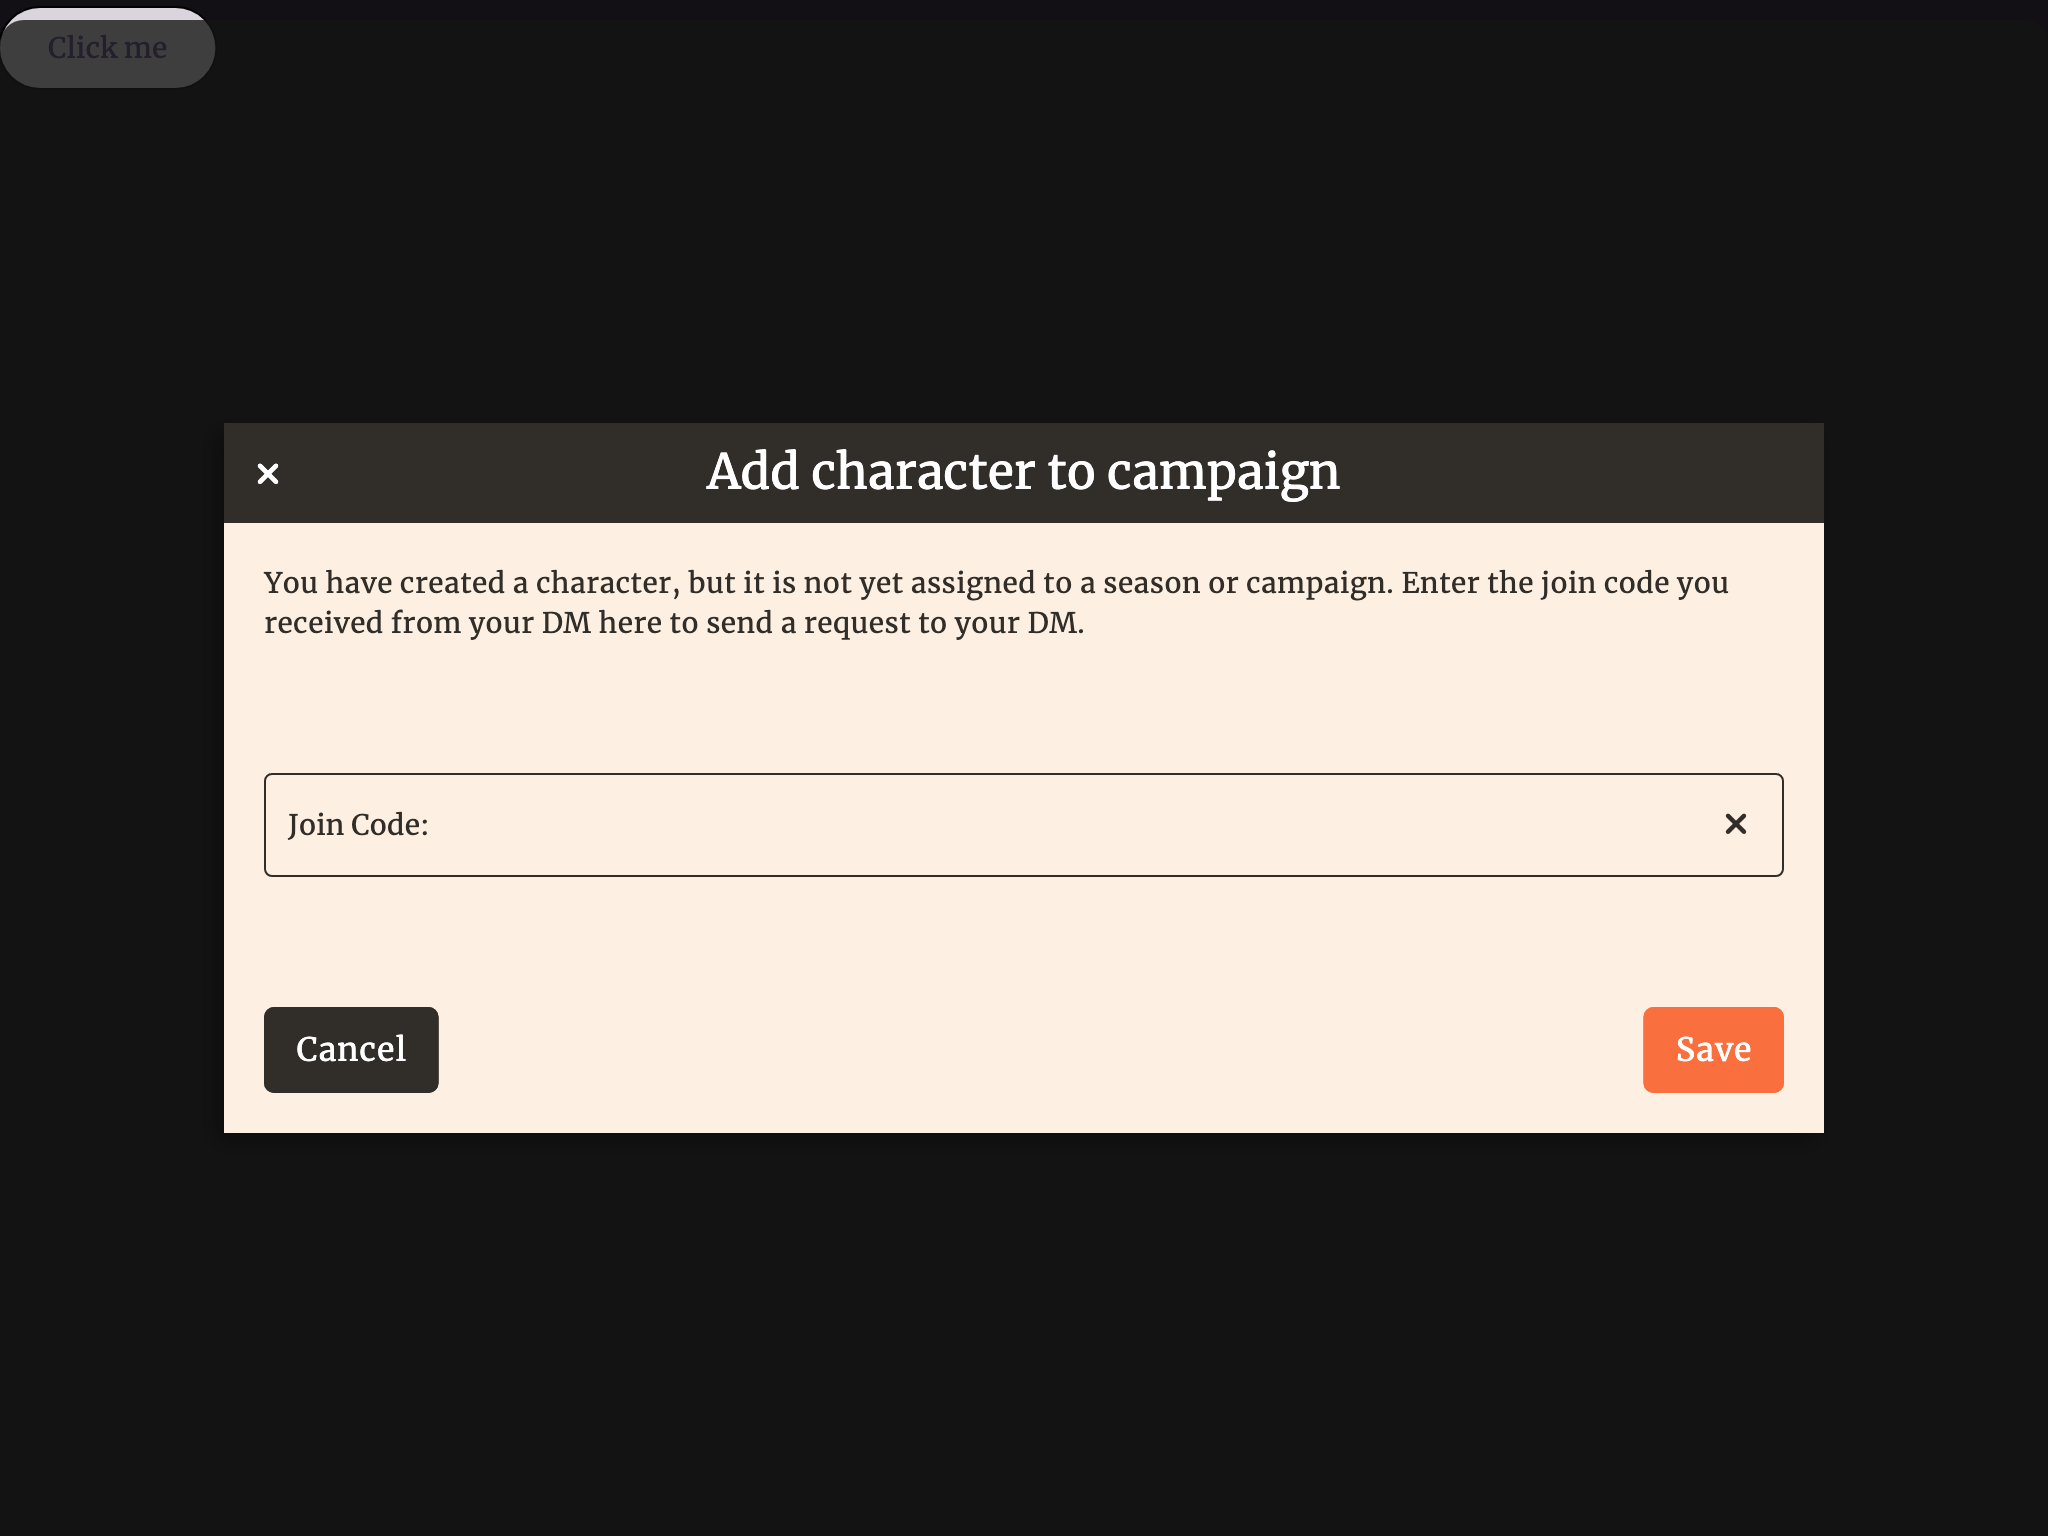 Click me
Add character to campaign
You have created a character, but it is not yet assigned to a season or campaign. Enter the join code you
received from your DM here to send a request to your DM.
Join Code:
Cancel
Save